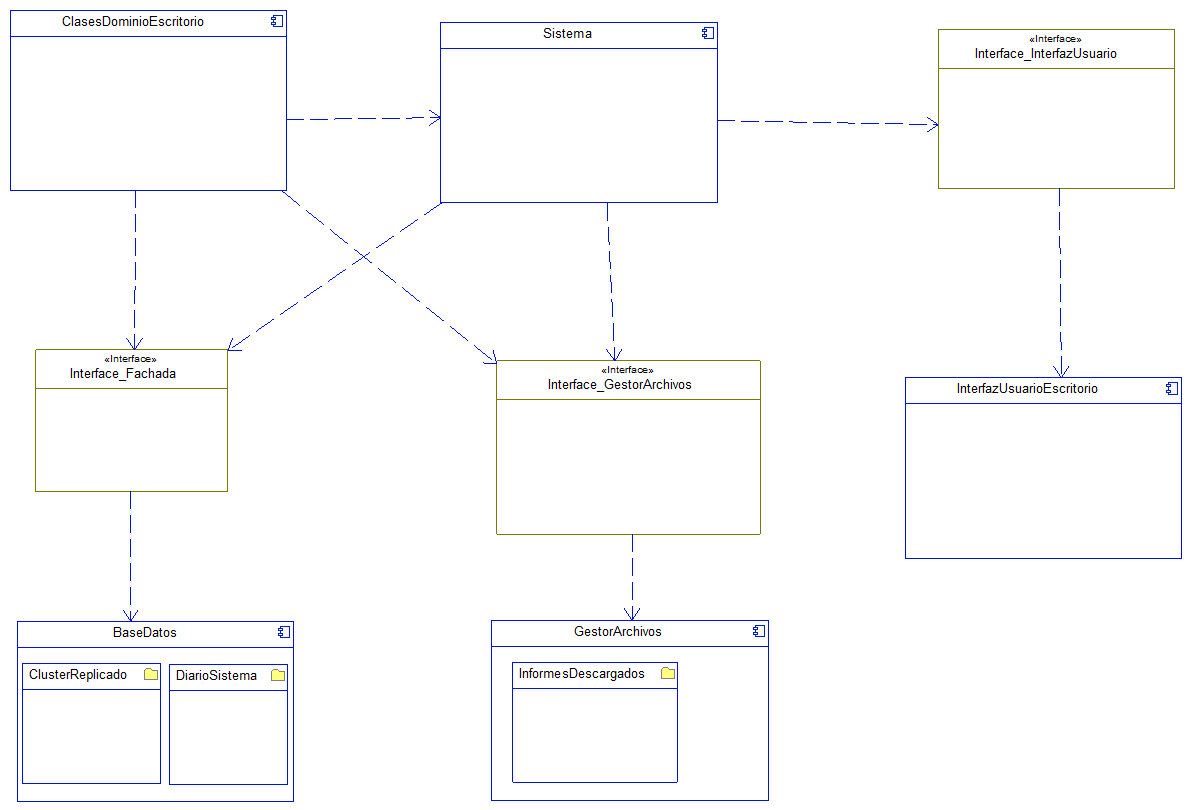 ClasesDominioEscritorio
Sistema
«Interface»
Interface_InterfazUsuario
«Interface»
Interface_Fachada
«Interface»
Interface_GestorArchivos
InterfazUsuarioEscritorio
BaseDatos
ClusterReplicado
DiarioSistema
GestorArchivos
InformesDescargados